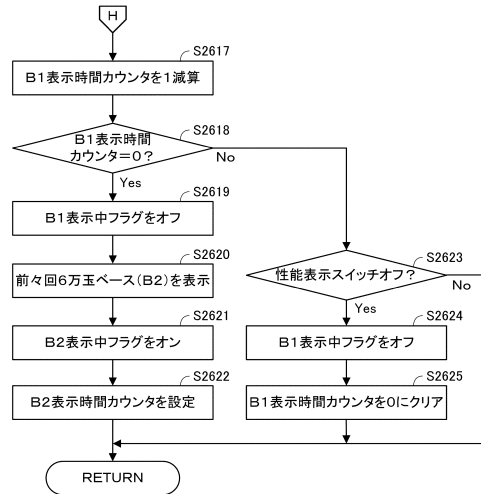 H
S2617
B1表示時間カウンタを1減算
S2618
B1表示時間
カウンタ=0?
No
Yes
S2619
B1表示中フラグをオフ
S2620
前々回6万玉ベース(B2)を表示
S2621
B2表示中フラグをオン
S2622
B2表示時間カウンタを設定
S2623
性能表示スイッチオフ?
No
Yes
S2624
B1表示中フラグをオフ
S2625
B1表示時間カウンタを0にクリア
RETURN